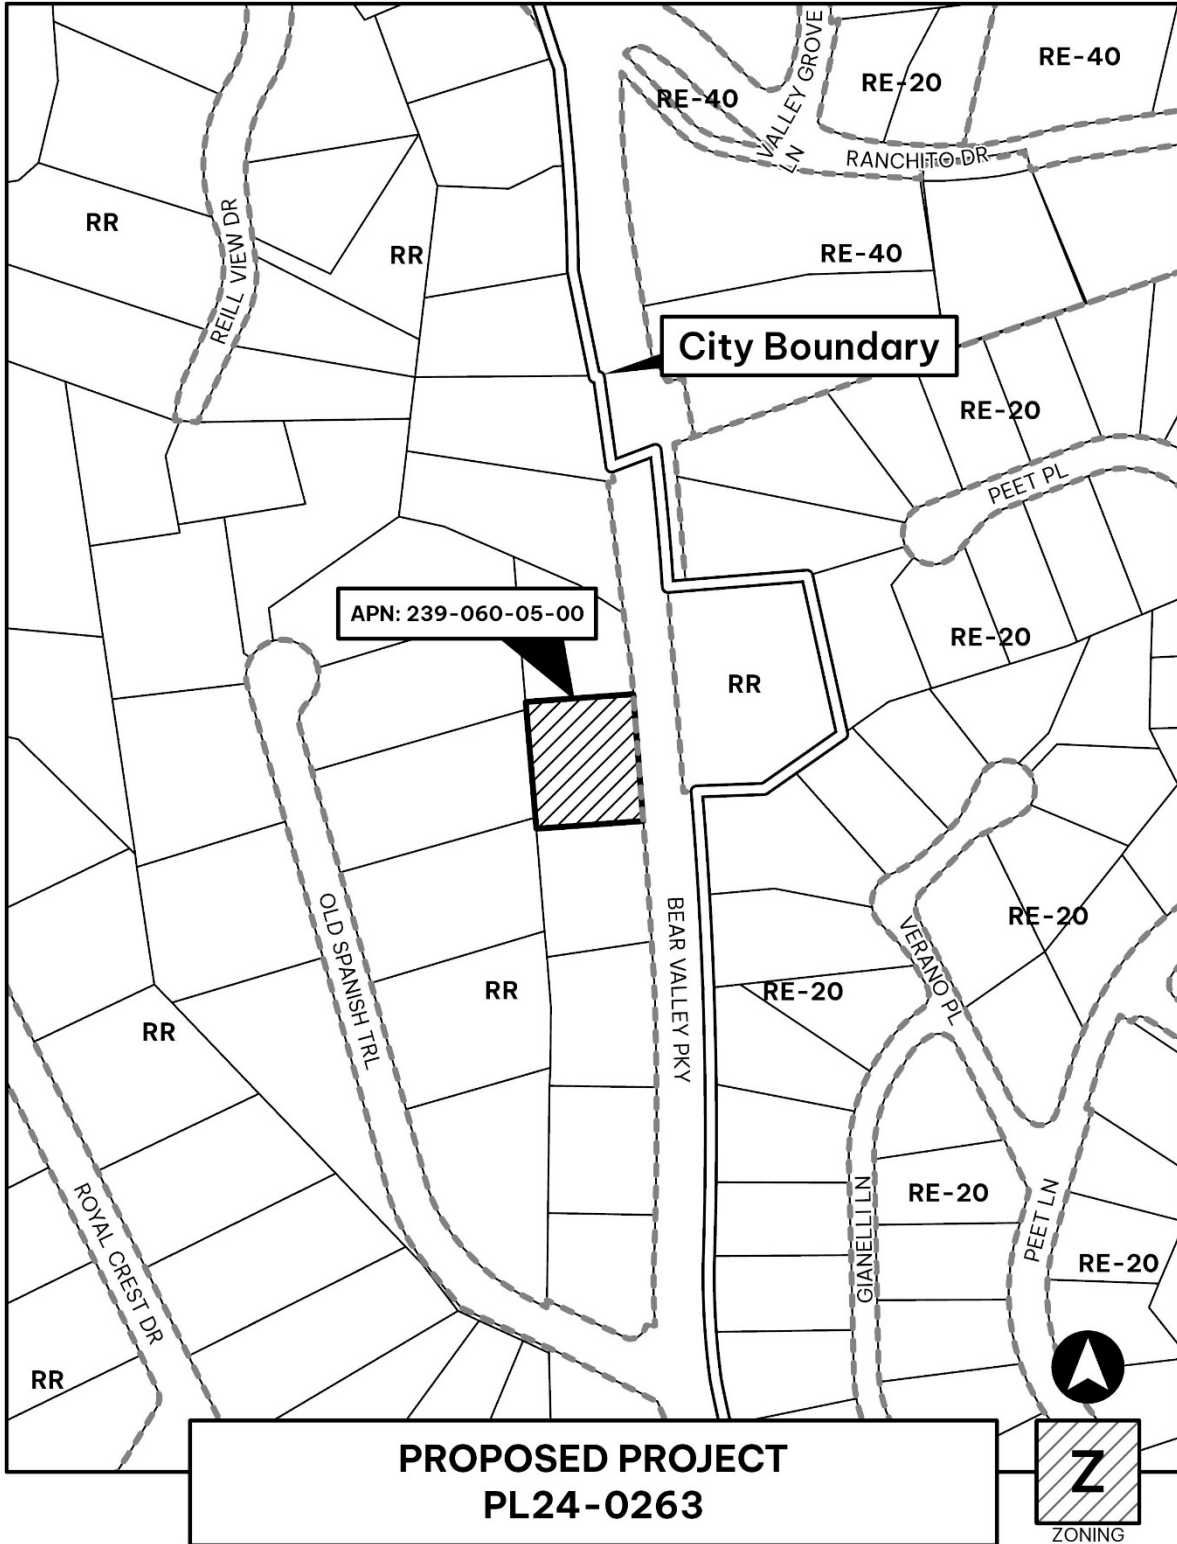 RE-40
RE-20
RE-40
VALLEY GROVE
LN
RANCHITO DR
RR
RR
REILL VIEW DR
RE-40
City Boundary
RE-20
PEET PL
APN: 239-060-05-00
RE-20
RR
OLD SPANISH TRL
BEAR VALLEY PKY
RE-20
VERANO PL
RR
RE-20
RR
ROYAL CREST DR
GIANELLI LN
RE-20
PEET LN
RE-20
RR
PROPOSED PROJECT
PL24-0263
Z
ZONING